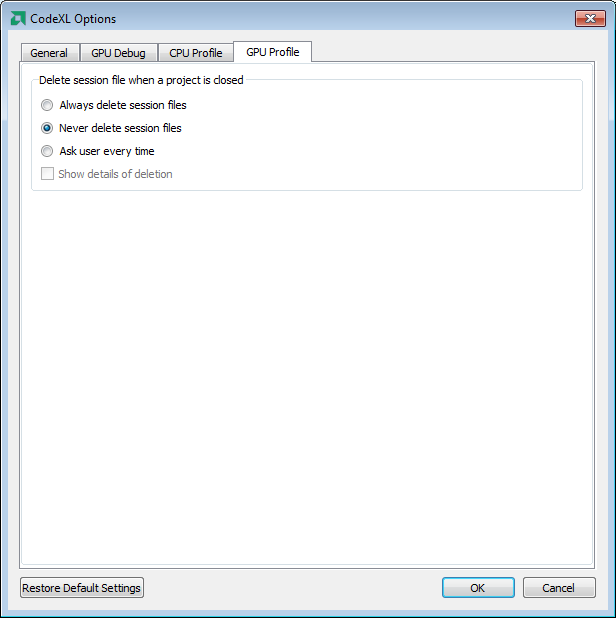 CodeXL Options
General
GPU Debug
CPU Profile
GPU Profile
Delete session file when a project is closed
Always delete session files
Never delete session files
Ask user every time
Show details of deletion
Restore Default Settings
OK
Cancel